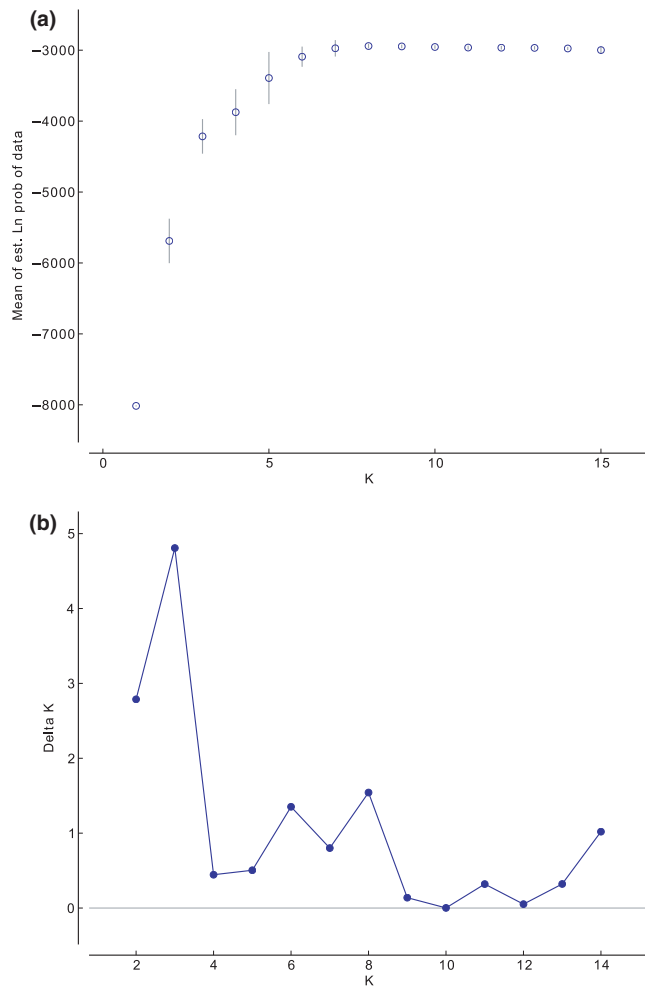 (a)
−3000
−4000
−5000
−6000
−7000
−8000
Mean of est. Ln prob of data
0 5 10 15
K
(b)
5
4
3
2
1
0
Delta K
2 4 6 8 10 12 14
K